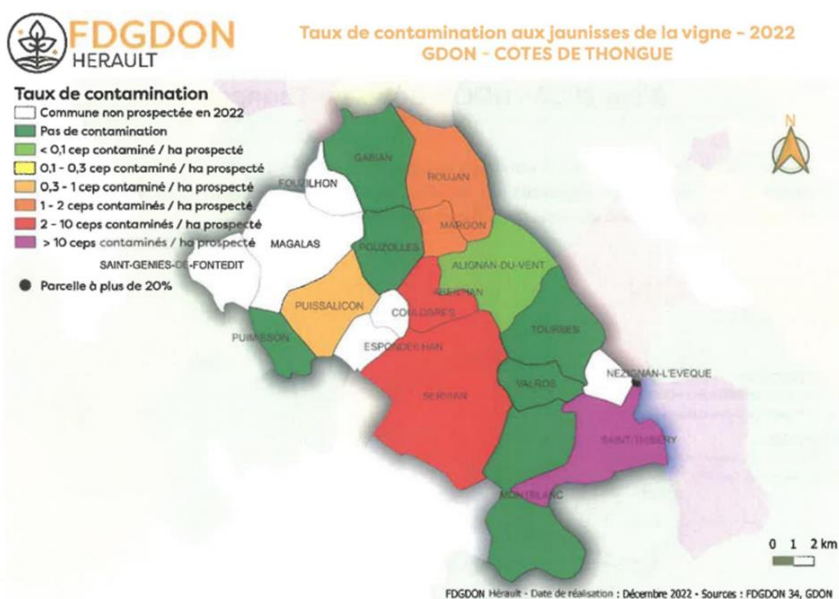 FDGDON
HERAULT
Taux de contamination aux jaunisses de la vigne - 2022
GDON - COTES DE THONGUE
Taux de contamination
Commune non prospectée en 2022
Pas de contamination
< 0,1 cep contaminé / ha prospecté
0,1 - 0,3 cep contaminé / ha prospecté
0,3 - 1 cep contaminé / ha prospecté
1 - 2 ceps contaminés / ha prospecté
2 - 10 ceps contaminés / ha prospecté
> 10 ceps contaminés / ha prospecté
Parcelle à plus de 20%
N
GABIAN
ROUJAN
FOUZILHON
MARGON
MAGALAS
POUZOLLES
SAINT-GENIES-DE-FONTEDIT
ALIGNAN-DU-VENT
ABEILHAN
PUISSALICON
COULOBRES
PUIMISSON
TOURBES
ESPONDEILHAN
NEZIGNAN-L'EVEQUE
VALROS
SERVIAN
SAINT-THIBERY
MONTBLANC
0 1 2 km
FDGDON Hérault - Date de réalisation : Décembre 2022 - Sources : FDGDON 34, GDON